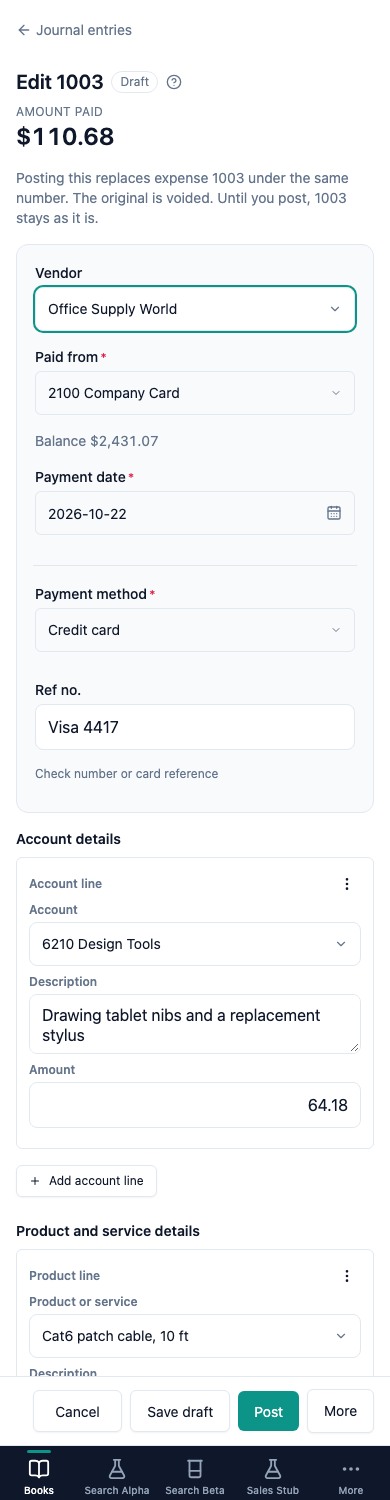 Journal entries
Edit 1003 Draft
AMOUNT PAID
$110.68
Posting this replaces expense 1003 under the same
number. The original is voided. Until you post, 1003
stays as it is.
Vendor
Office Supply World
Paid from*
2100 Company Card
Balance $2,431.07
Payment date*
2026-10-22
Payment method*
Credit card
Ref no.
Visa 4417
Check number or card reference
Account details
Account line
Account
6210 Design Tools
Description
Drawing tablet nibs and a replacement
stylus
Amount
64.18
+ Add account line
Product and service details
Product line
Product or service
Cat6 patch cable, 10 ft
Description
Cancel Save draft Post More
Books Search Alpha Search Beta Sales Stub More